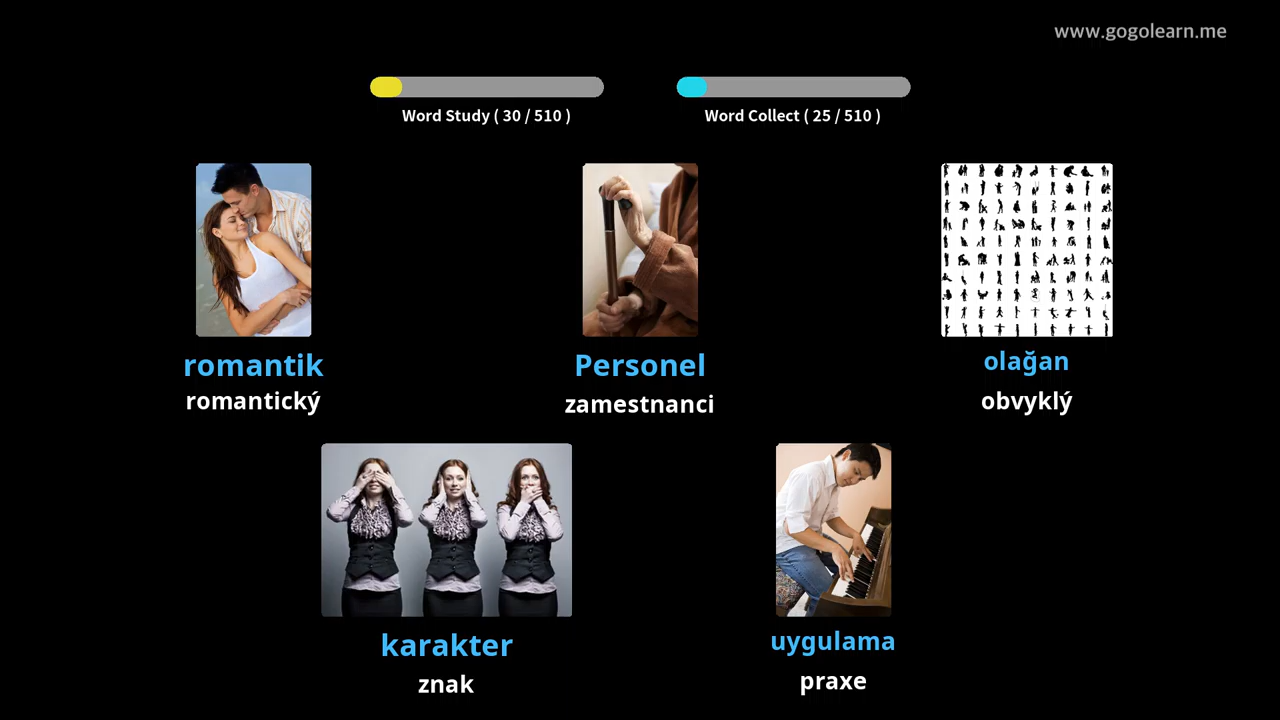 www.gogolearn.me
Word Study ( 30 / 510 )
Word Collect ( 25 / 510 )
romantik
romantický
Personel
zamestnanci
olağan
obvyklý
karakter
znak
uygulama
praxe